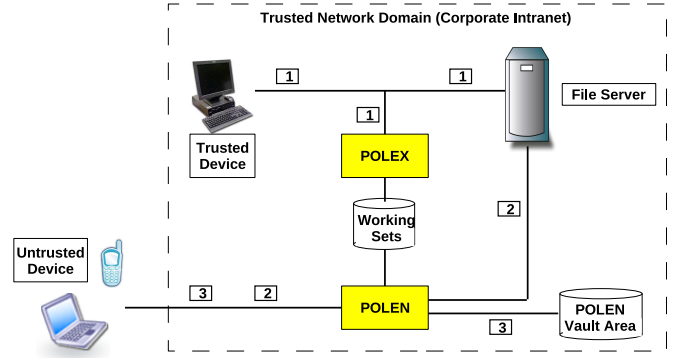 Trusted Network Domain (Corporate Intranet)
1
1
File Server
1
Trusted
Device
POLEX
2
Working
Sets
Untrusted
Device
3
2
POLEN
POLEN
Vault Area
3